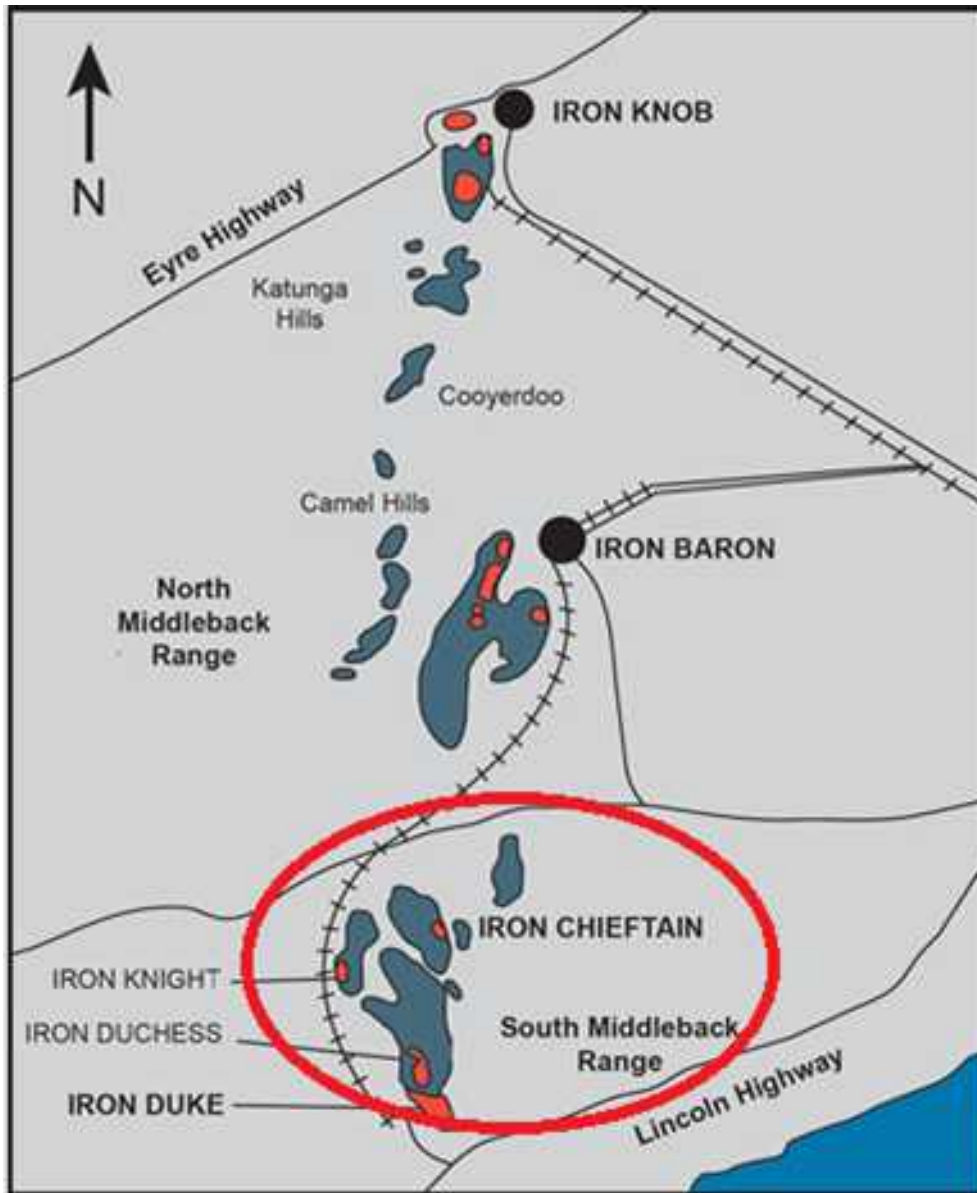 IRON KNOB
N
Eyre Highway
Katunga
Hills
Cooyerdoo
Camel Hills
IRON BARON
North
Middleback
Range
IRON CHIEFTAIN
IRON KNIGHT
IRON DUCHESS
South Middleback
Range
IRON DUKE
Lincoln Highway